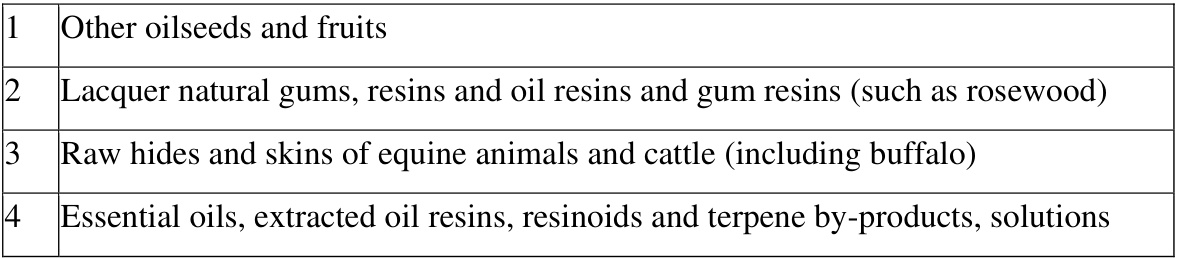 1 Other oilseeds and fruits
2 Lacquer natural gums, resins and oil resins and gum resins (such as rosewood)
3 Raw hides and skins of equine animals and cattle (including buffalo)
4 Essential oils, extracted oil resins, resinoids and terpene by-products, solutions